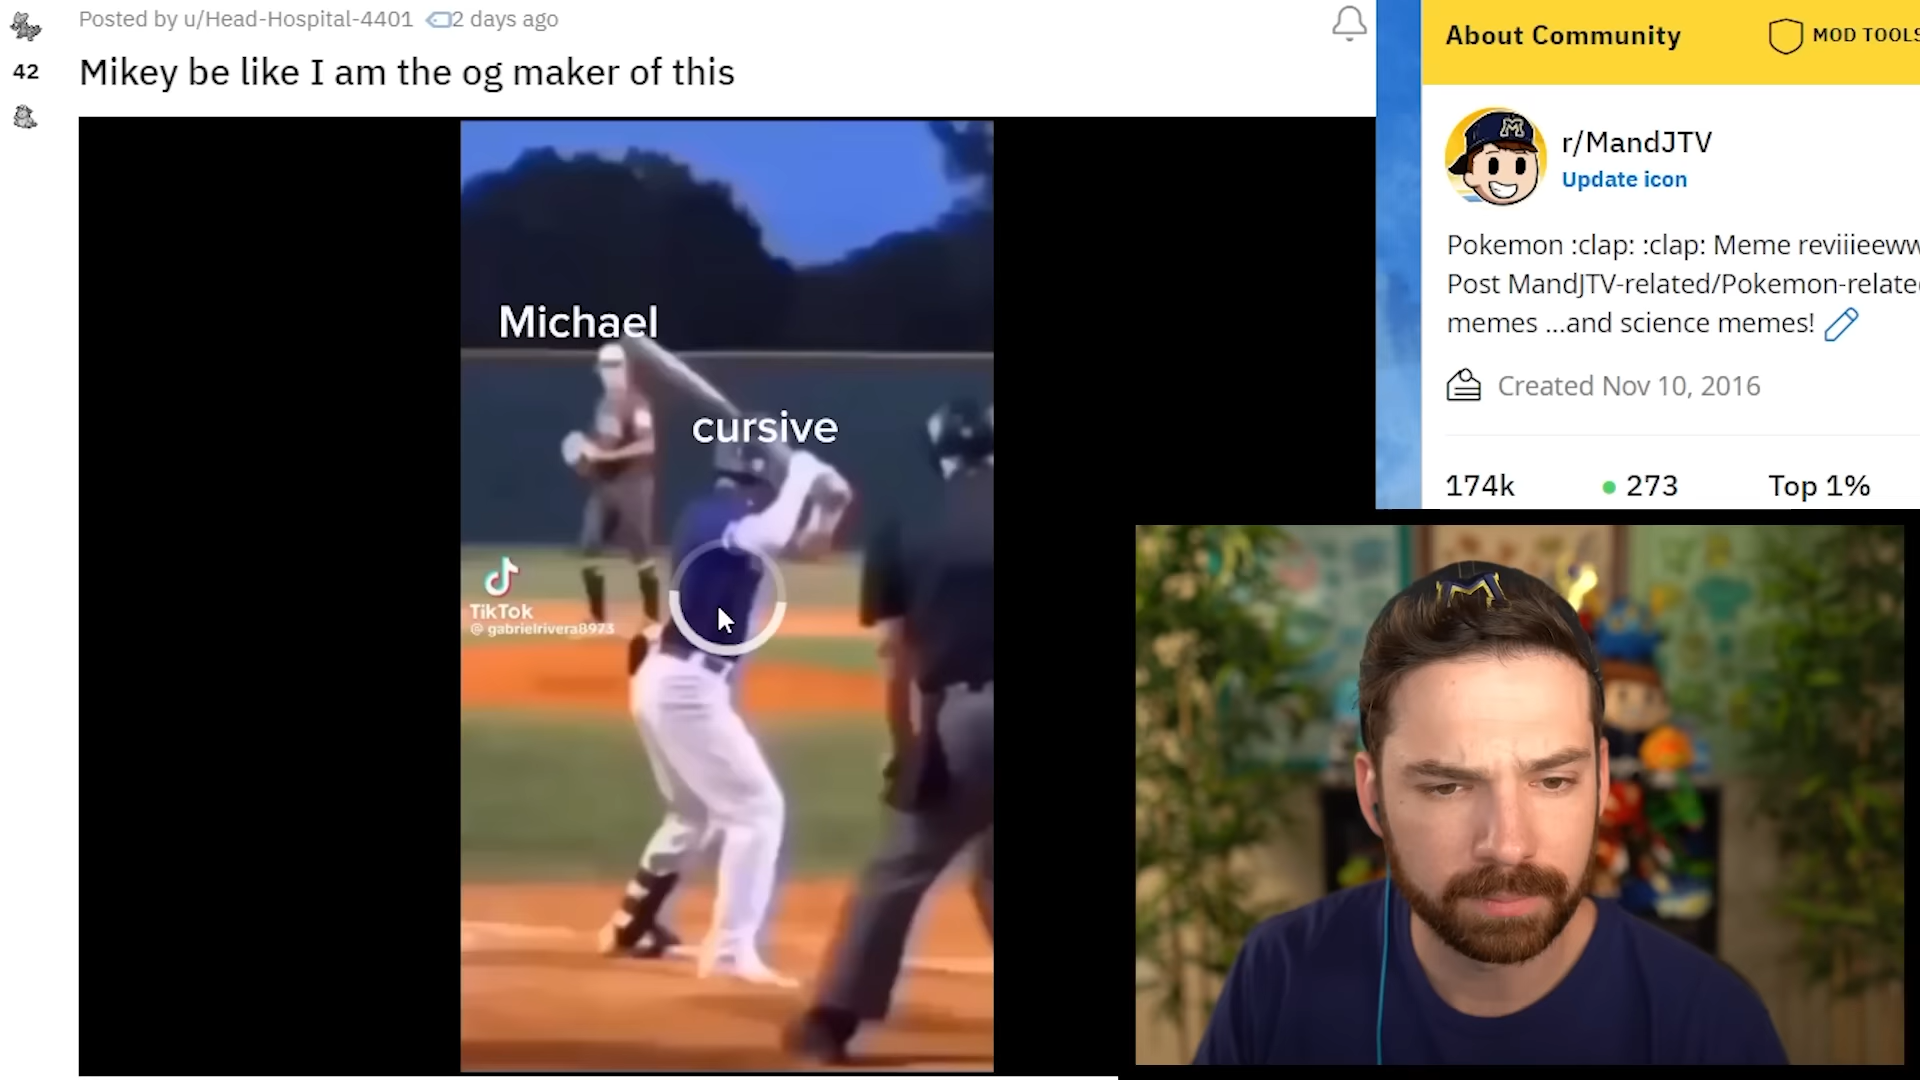 Posted by u/Head-Hospital-4401 2 days ago
42
Mikey be like I am the og maker of this
Michael
cursive
TikTok
@ gabrielrivera8973
About Community
MOD TOOLS
r/MandJTV
Update icon
Pokemon :clap: :clap: Meme reviiieeww
Post MandJTV-related/Pokemon-related
memes ...and science memes!
Created Nov 10, 2016
174k
273
Top 1%
M